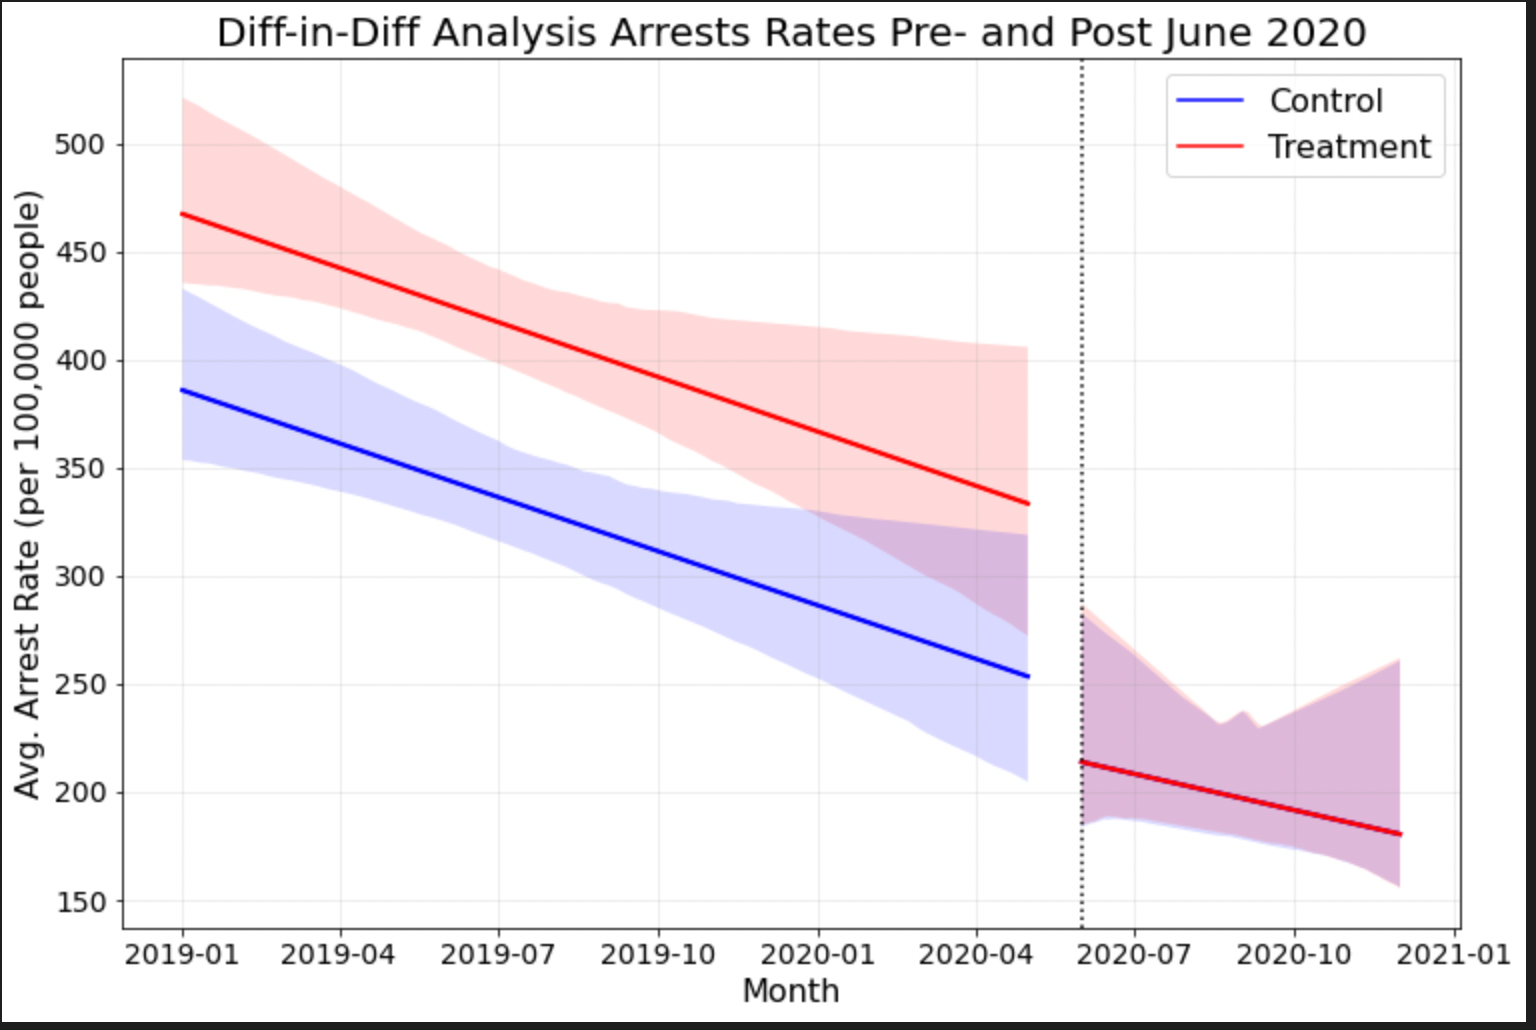 Diff-in-Diff Analysis Arrests Rates Pre- and Post June 2020
Control
Treatment
Avg. Arrest Rate (per 100,000 people)
500
450
400
350
300
250
200
150
2019-01 2019-04 2019-07 2019-10 2020-01 2020-04 2020-07 2020-10 2021-01
Month